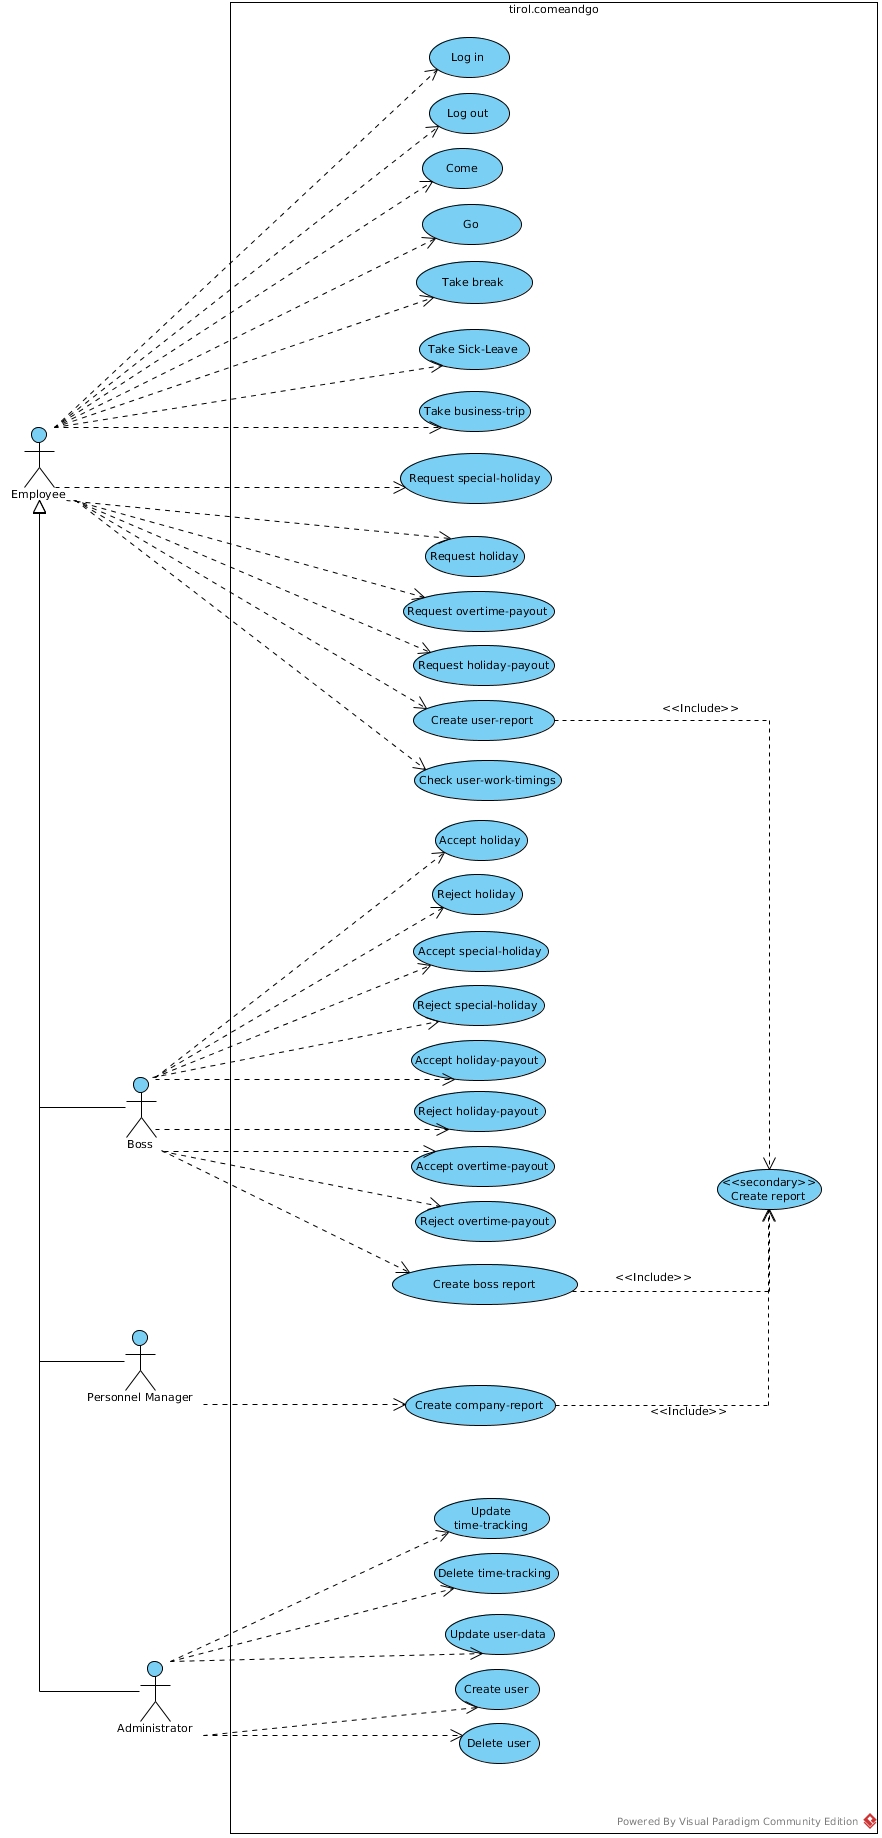 tirol.comeandgo
Log in
Log out
Come
Go
Take break
Take Sick-Leave
Take business-trip
Request special-holiday
Employee
Request holiday
Request overtime-payout
Request holiday-payout
<<Include>>
Create user-report
Check user-work-timings
Accept holiday
Reject holiday
Accept special-holiday
Reject special-holiday
Accept holiday-payout
Reject holiday-payout
Boss
Accept overtime-payout
<<secondary>>
Create report
Reject overtime-payout
<<Include>>
Create boss report
Personnel Manager
Create company-report
<<Include>>
Update
time-tracking
Delete time-tracking
Update user-data
Create user
Administrator
Delete user
Powered By Visual Paradigm Community Edition